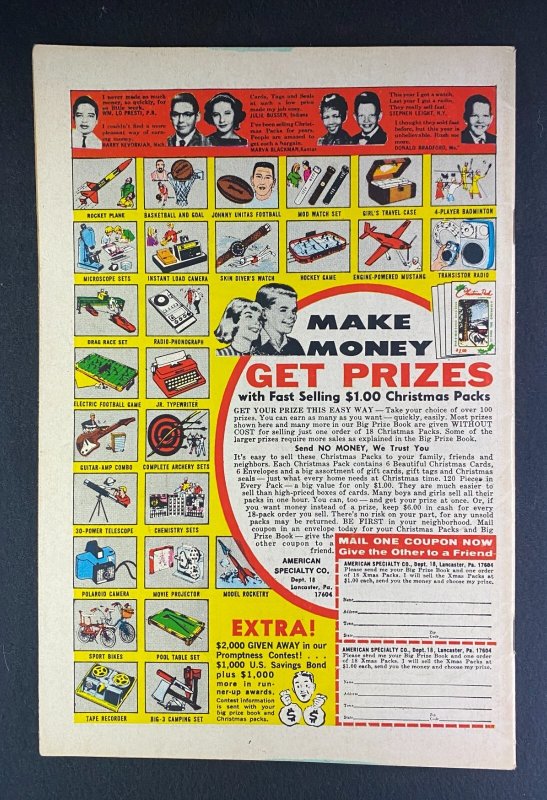 I never made so much
money, so quickly, for
so little work.
WM. LO PRESTI, P.R.
I couldn't find a more
pleasant way of earn-
ing money.
HARRY KEVORKIAN, Mich.
Cards, Tags and Seals
at such a low price
made my job easy.
JULIE BUSSEN, Indiana
I've been selling Christ-
mas Packs for years.
People are amazed to
get such a bargain.
MARVA BLACKMAN, Kansas
This year I got a watch.
Last year I got a radio.
They really sell fast.
STEPHEN LEIGHT, N.Y.
I thought they sold fast
before, but this year is
unbelievable. Rush me
more.
DONALD BRADFORD, Mo.
ROCKET PLANE
BASKETBALL AND GOAL
JOHNNY UNITAS FOOTBALL
MOD WATCH SET
GIRL'S TRAVEL CASE
4-PLAYER BADMINTON
MICROSCOPE SETS
INSTANT LOAD CAMERA
SKIN DIVER'S WATCH
HOCKEY GAME
ENGINE-POWERED MUSTANG
TRANSISTOR RADIO
DRAG RACE SET
RADIO-PHONOGRAPH
ELECTRIC FOOTBALL GAME
JR. TYPEWRITER
GUITAR-AMP COMBO
COMPLETE ARCHERY SETS
30-POWER TELESCOPE
CHEMISTRY SETS
POLAROID CAMERA
MOVIE PROJECTOR
MODEL ROCKETRY
SPORT BIKES
POOL TABLE SET
TAPE RECORDER
BIG-3 CAMPING SET
MAKE
MONEY
GET PRIZES
with Fast Selling $1.00 Christmas Packs
GET YOUR PRIZE THIS EASY WAY — Take your choice of over 100
prizes. You can earn as many as you want — quickly, easily. Most prizes
shown here and many more in our Big Prize Book are given WITHOUT
COST for selling just one order of 18 Christmas Packs. Some of the
larger prizes require more sales as explained in the Big Prize Book.
Send NO MONEY, We Trust You
It's easy to sell these Christmas Packs to your family, friends and
neighbors. Each Christmas Pack contains 6 Beautiful Christmas Cards,
6 Envelopes and a big assortment of gift cards, gift tags and Christmas
seals — just what every home needs at Christmas time. 120 Pieces in
Every Pack — a big value for only $1.00. They are much easier to
sell than high-priced boxes of cards. Many boys and girls sell all their
packs in one hour. You can, too — and get your prize at once. Or, if
you want money instead of a prize, keep $6.00 in cash for every
18-pack order you sell. There's no risk on your part, for any unsold
packs may be returned. BE FIRST in your neighborhood. Mail
coupon in an envelope today for your Christmas Packs and Big
Prize Book — give the
other coupon to a
friend.
AMERICAN
SPECIALTY CO.
Dept. 18
Lancaster, Pa.
17604
MAIL ONE COUPON NOW
Give the Other to a Friend
AMERICAN SPECIALTY CO., Dept. 18, Lancaster, Pa. 17604
Please send me your Big Prize Book and one order
of 18 Xmas Packs. I will sell the Xmas Packs at
$1.00 each, send you the money and choose my prize.
Name
Address
Town
State
Zip
Code
AMERICAN SPECIALTY CO., Dept. 18, Lancaster, Pa. 17604
Please send me your Big Prize Book and one order
of 18 Xmas Packs. I will sell the Xmas Packs at
$1.00 each, send you the money and choose my prize.
Name
Address
Town
State
Zip
Code
EXTRA!
$2,000 GIVEN AWAY in our
Promptness Contest! . . .
$1,000 U.S. Savings Bond
plus $1,000
more in run-
ner-up awards.
Contest information
is sent with your
big prize book and
Christmas packs.
$ $